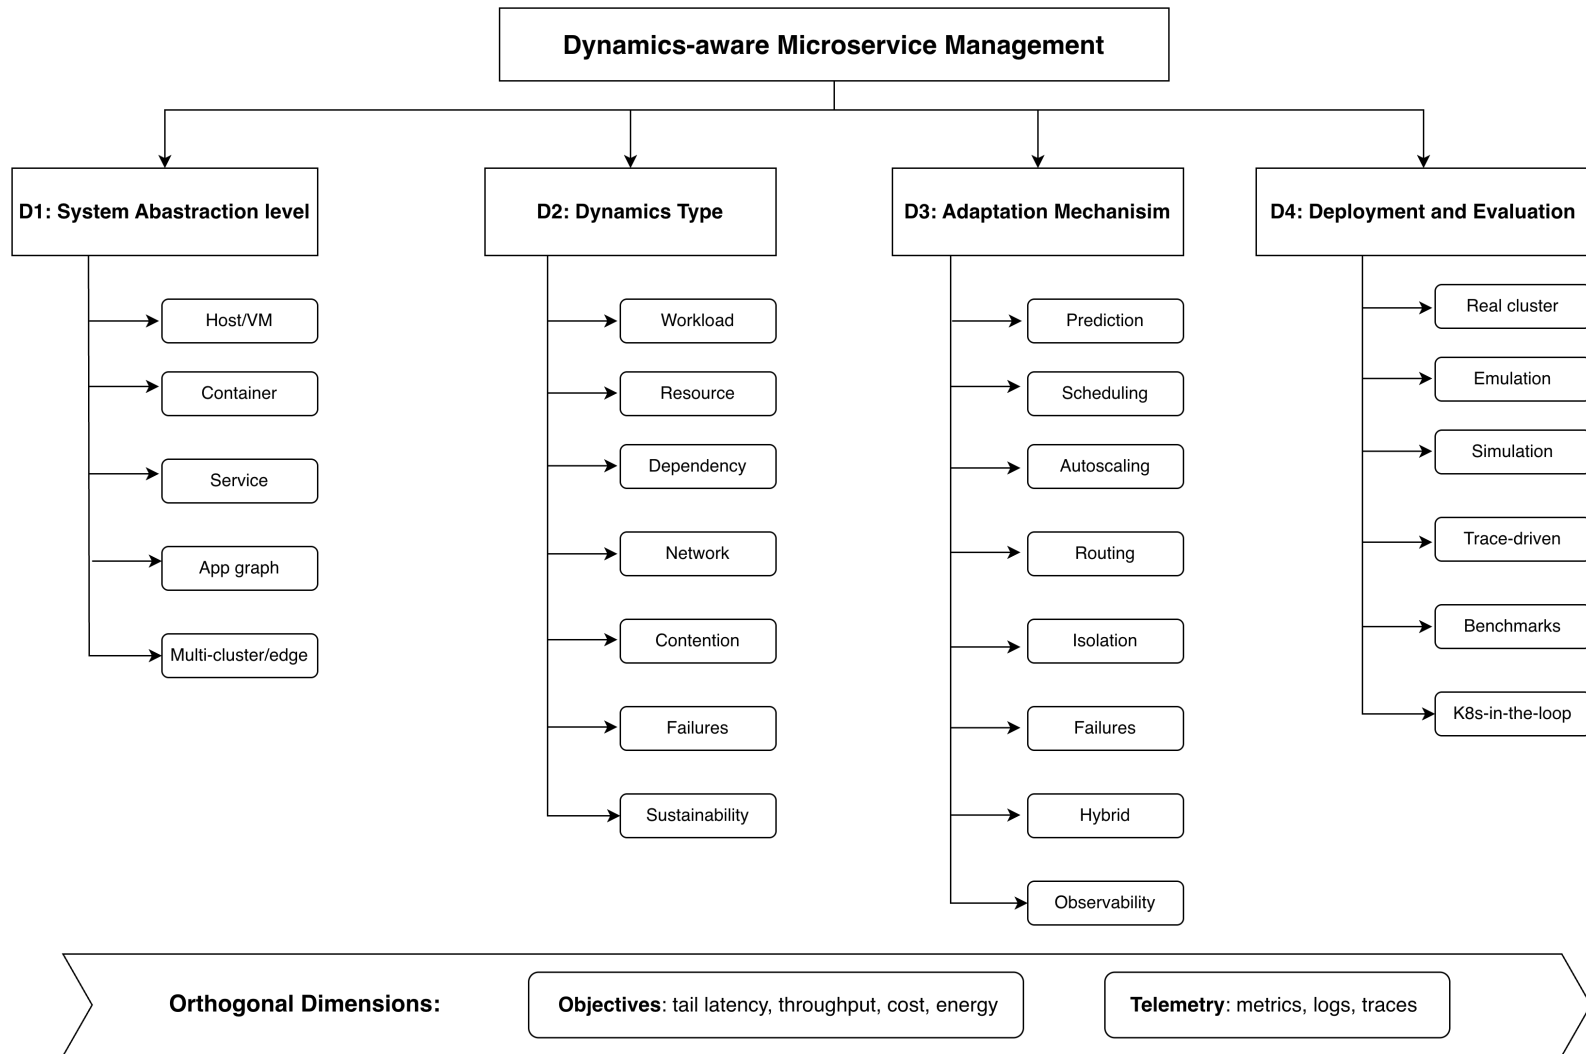 Dynamics-aware Microservice Management
D1: System Abastraction level
Host/VM
Container
Service
App graph
Multi-cluster/edge
D2: Dynamics Type
Workload
Resource
Dependency
Network
Contention
Failures
Sustainability
D3: Adaptation Mechanisim
Prediction
Scheduling
Autoscaling
Routing
Isolation
Failures
Hybrid
Observability
D4: Deployment and Evaluation
Real cluster
Emulation
Simulation
Trace-driven
Benchmarks
K8s-in-the-loop
Orthogonal Dimensions:
Objectives: tail latency, throughput, cost, energy
Telemetry: metrics, logs, traces